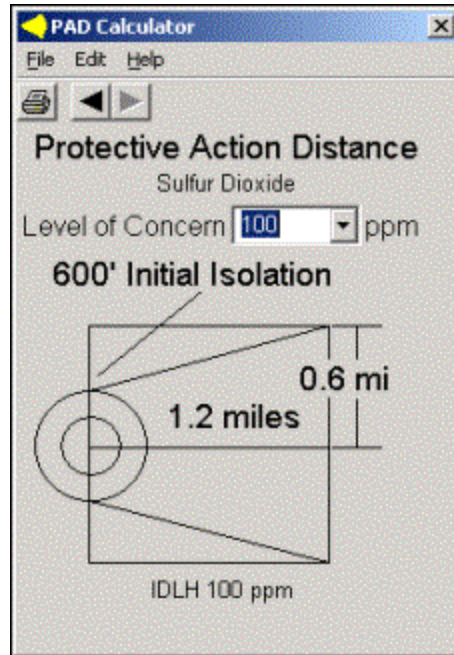 PAD Calculator
File Edit Help
Protective Action Distance
Sulfur Dioxide
Level of Concern 100 ppm
600' Initial Isolation
0.6 mi
1.2 miles
IDLH 100 ppm